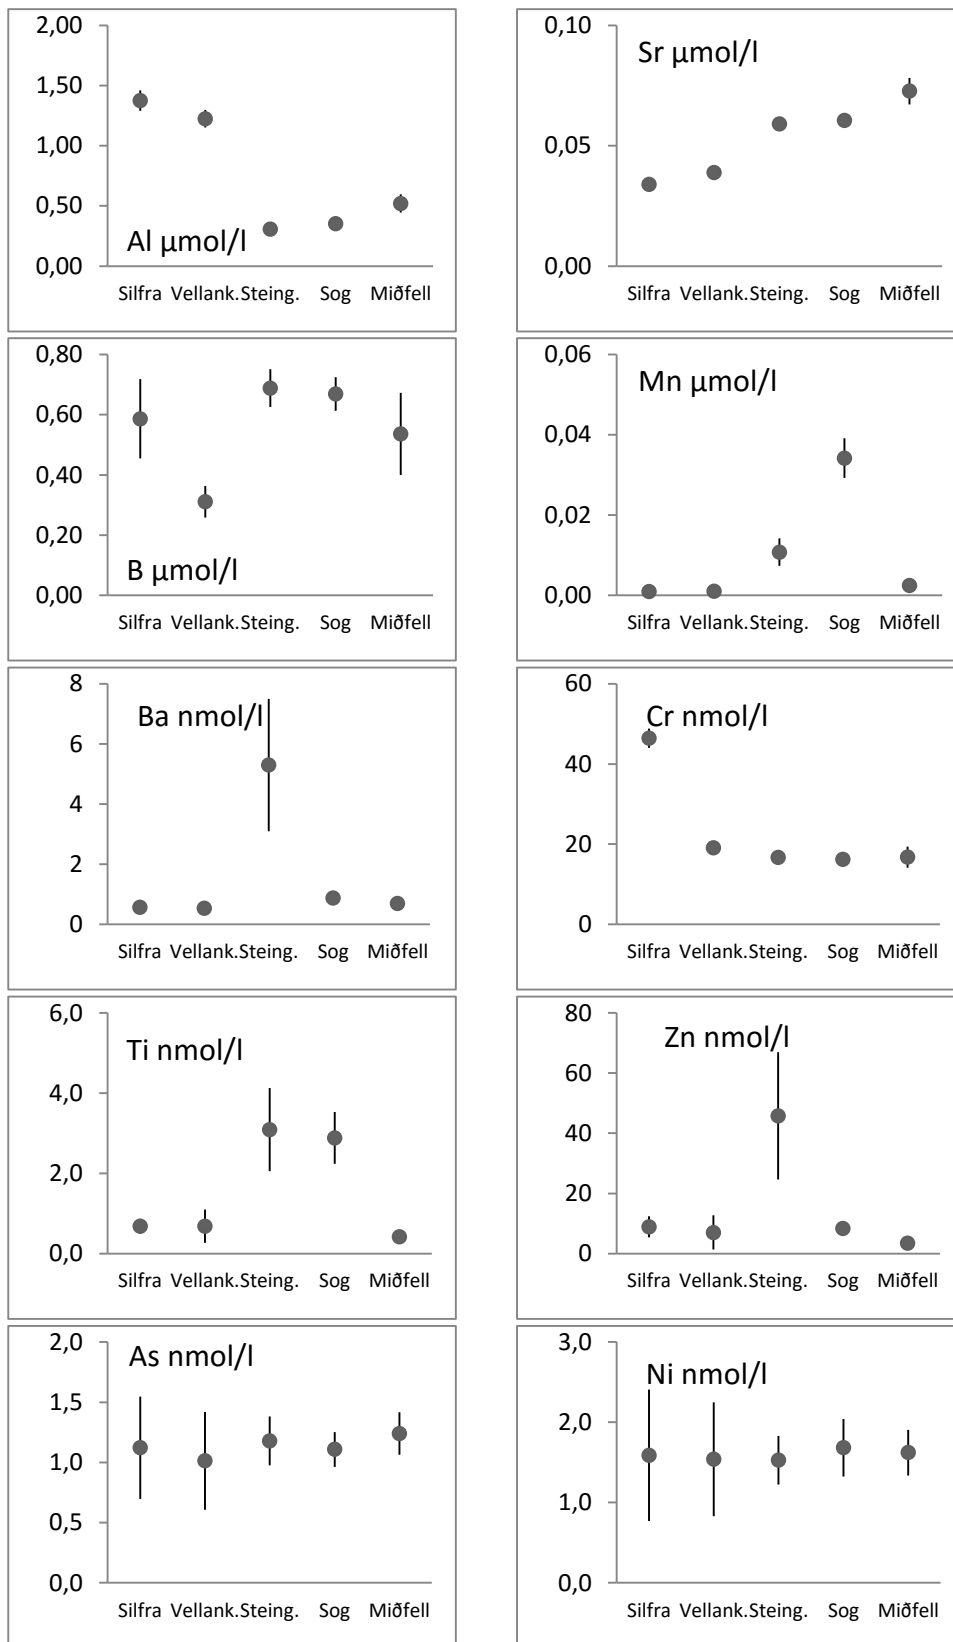 2,00
1,50
1,00
0,50
0,00
Al µmol/l
Silfra Vellank. Steing. Sog Miðfell
0,10
0,05
0,00
Sr µmol/l
Silfra Vellank. Steing. Sog Miðfell
0,80
0,60
0,40
0,20
0,00
B µmol/l
Silfra Vellank. Steing. Sog Miðfell
0,06
0,04
0,02
0,00
Mn µmol/l
Silfra Vellank. Steing. Sog Miðfell
8
6
4
2
0
Ba nmol/l
Silfra Vellank. Steing. Sog Miðfell
60
40
20
0
Cr nmol/l
Silfra Vellank. Steing. Sog Miðfell
6,0
4,0
2,0
0,0
Ti nmol/l
Silfra Vellank. Steing. Sog Miðfell
80
60
40
20
0
Zn nmol/l
Silfra Vellank. Steing. Sog Miðfell
2,0
1,5
1,0
0,5
0,0
As nmol/l
Silfra Vellank. Steing. Sog Miðfell
3,0
2,0
1,0
0,0
Ni nmol/l
Silfra Vellank. Steing. Sog Miðfell